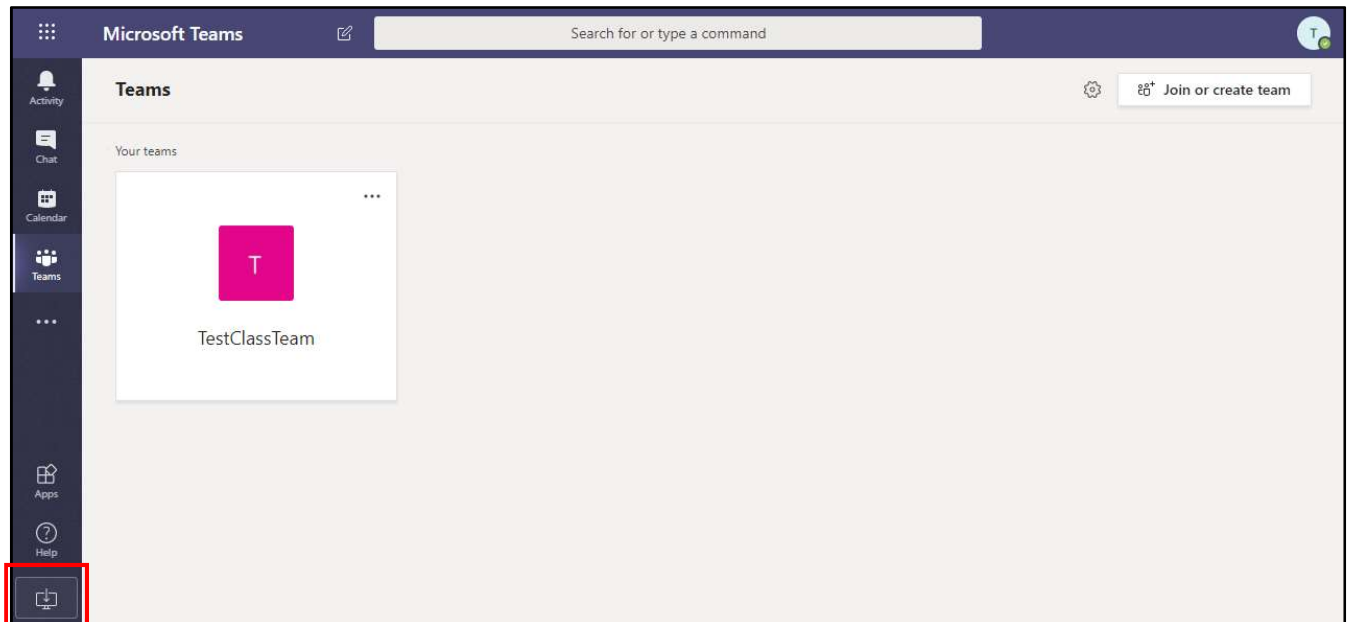 Microsoft Teams
Search for or type a command
T
Activity
Chat
Calendar
Teams
Apps
Help
Teams
Join or create team
Your teams
T
TestClassTeam